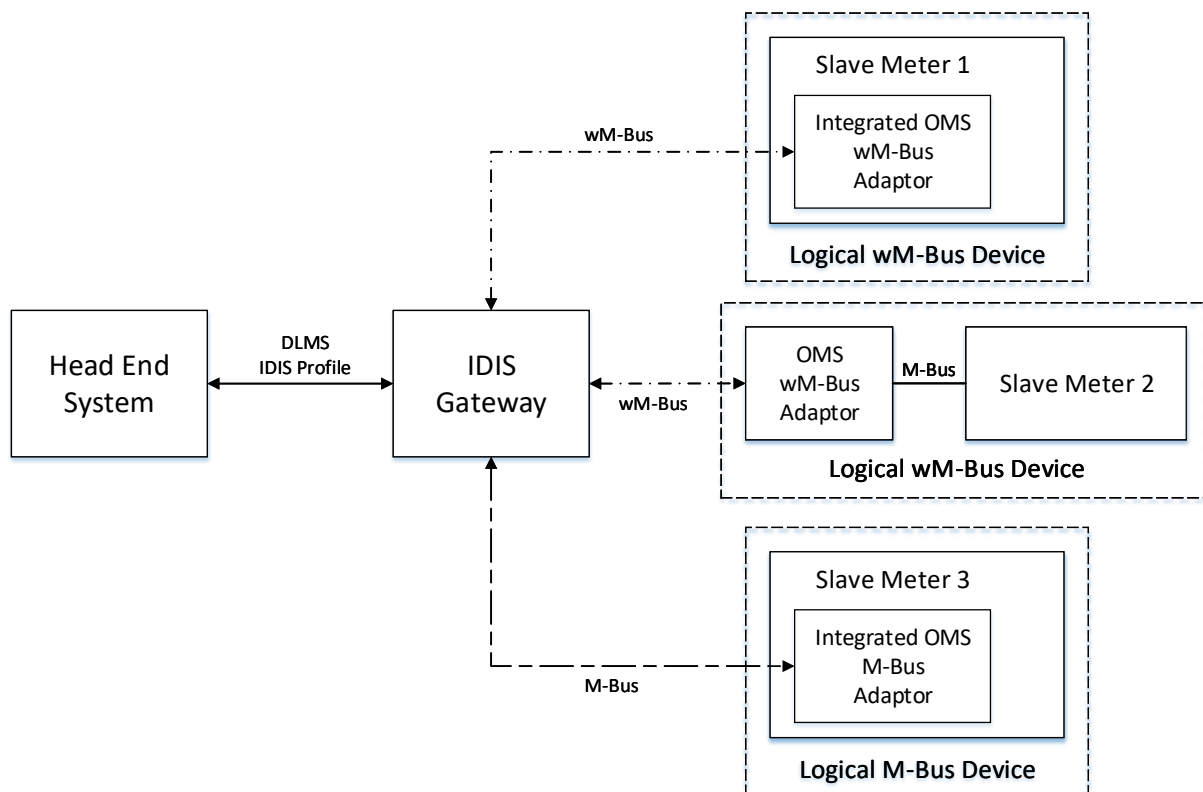 Slave Meter 1
Integrated OMS
wM-Bus
Adaptor
Logical wM-Bus Device
wM-Bus
Head End
System
DLMS
IDIS Profile
IDIS
Gateway
wM-Bus
OMS
wM-Bus
Adaptor
M-Bus
Slave Meter 2
Logical wM-Bus Device
M-Bus
Slave Meter 3
Integrated OMS
M-Bus
Adaptor
Logical M-Bus Device